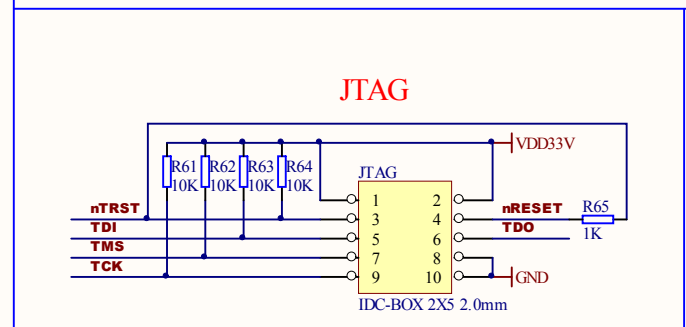 JTAG
VDD33V
R61 R62 R63 R64
10K 10K 10K 10K
JTAG
1 2
nTRST 3 4 nRESET R65
1K
TDI 5 6 TDO
TMS 7 8
TCK 9 10 GND
IDC-BOX 2X5 2.0mm